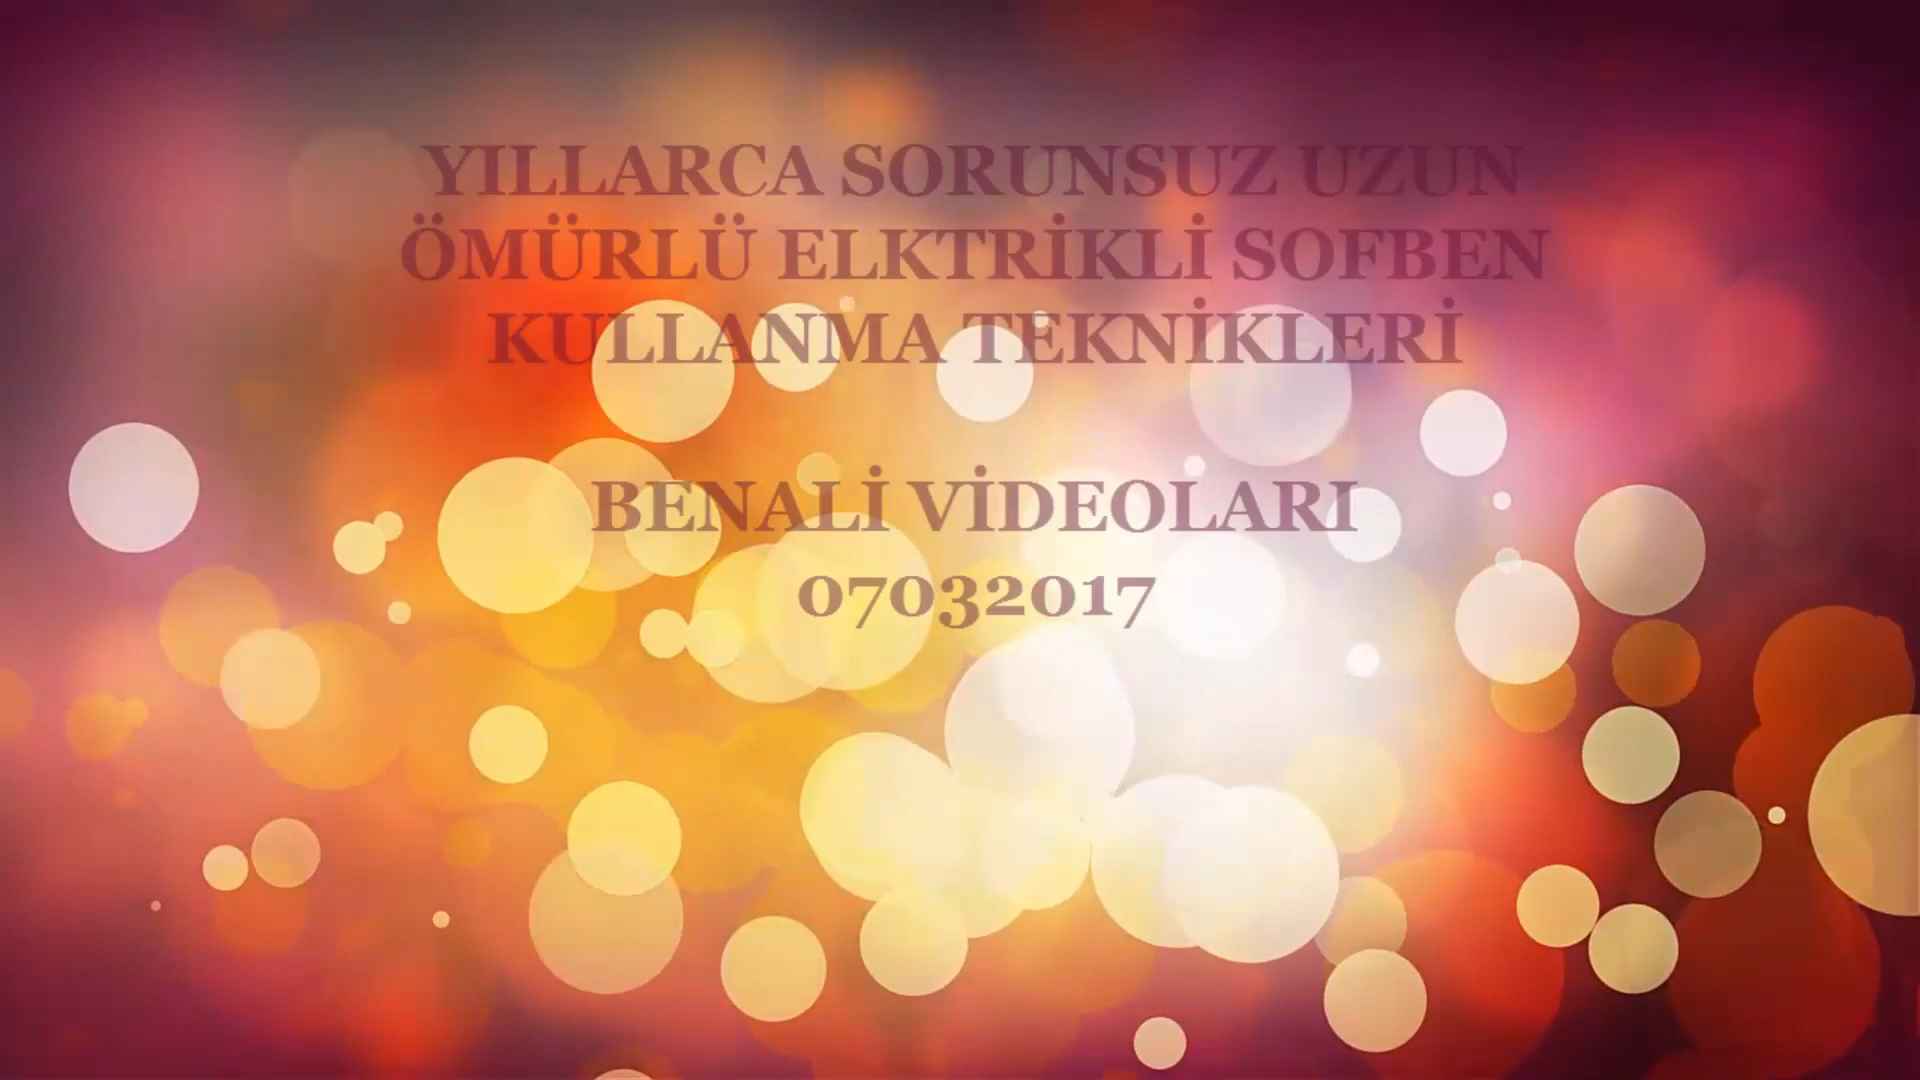 YILLARCA SORUNSUZ UZUN
ÖMÜRLÜ ELKTRİKLİ SOFBEN
KULLANMA TEKNİKLERİ
BENALİ VİDEOLARI
07032017